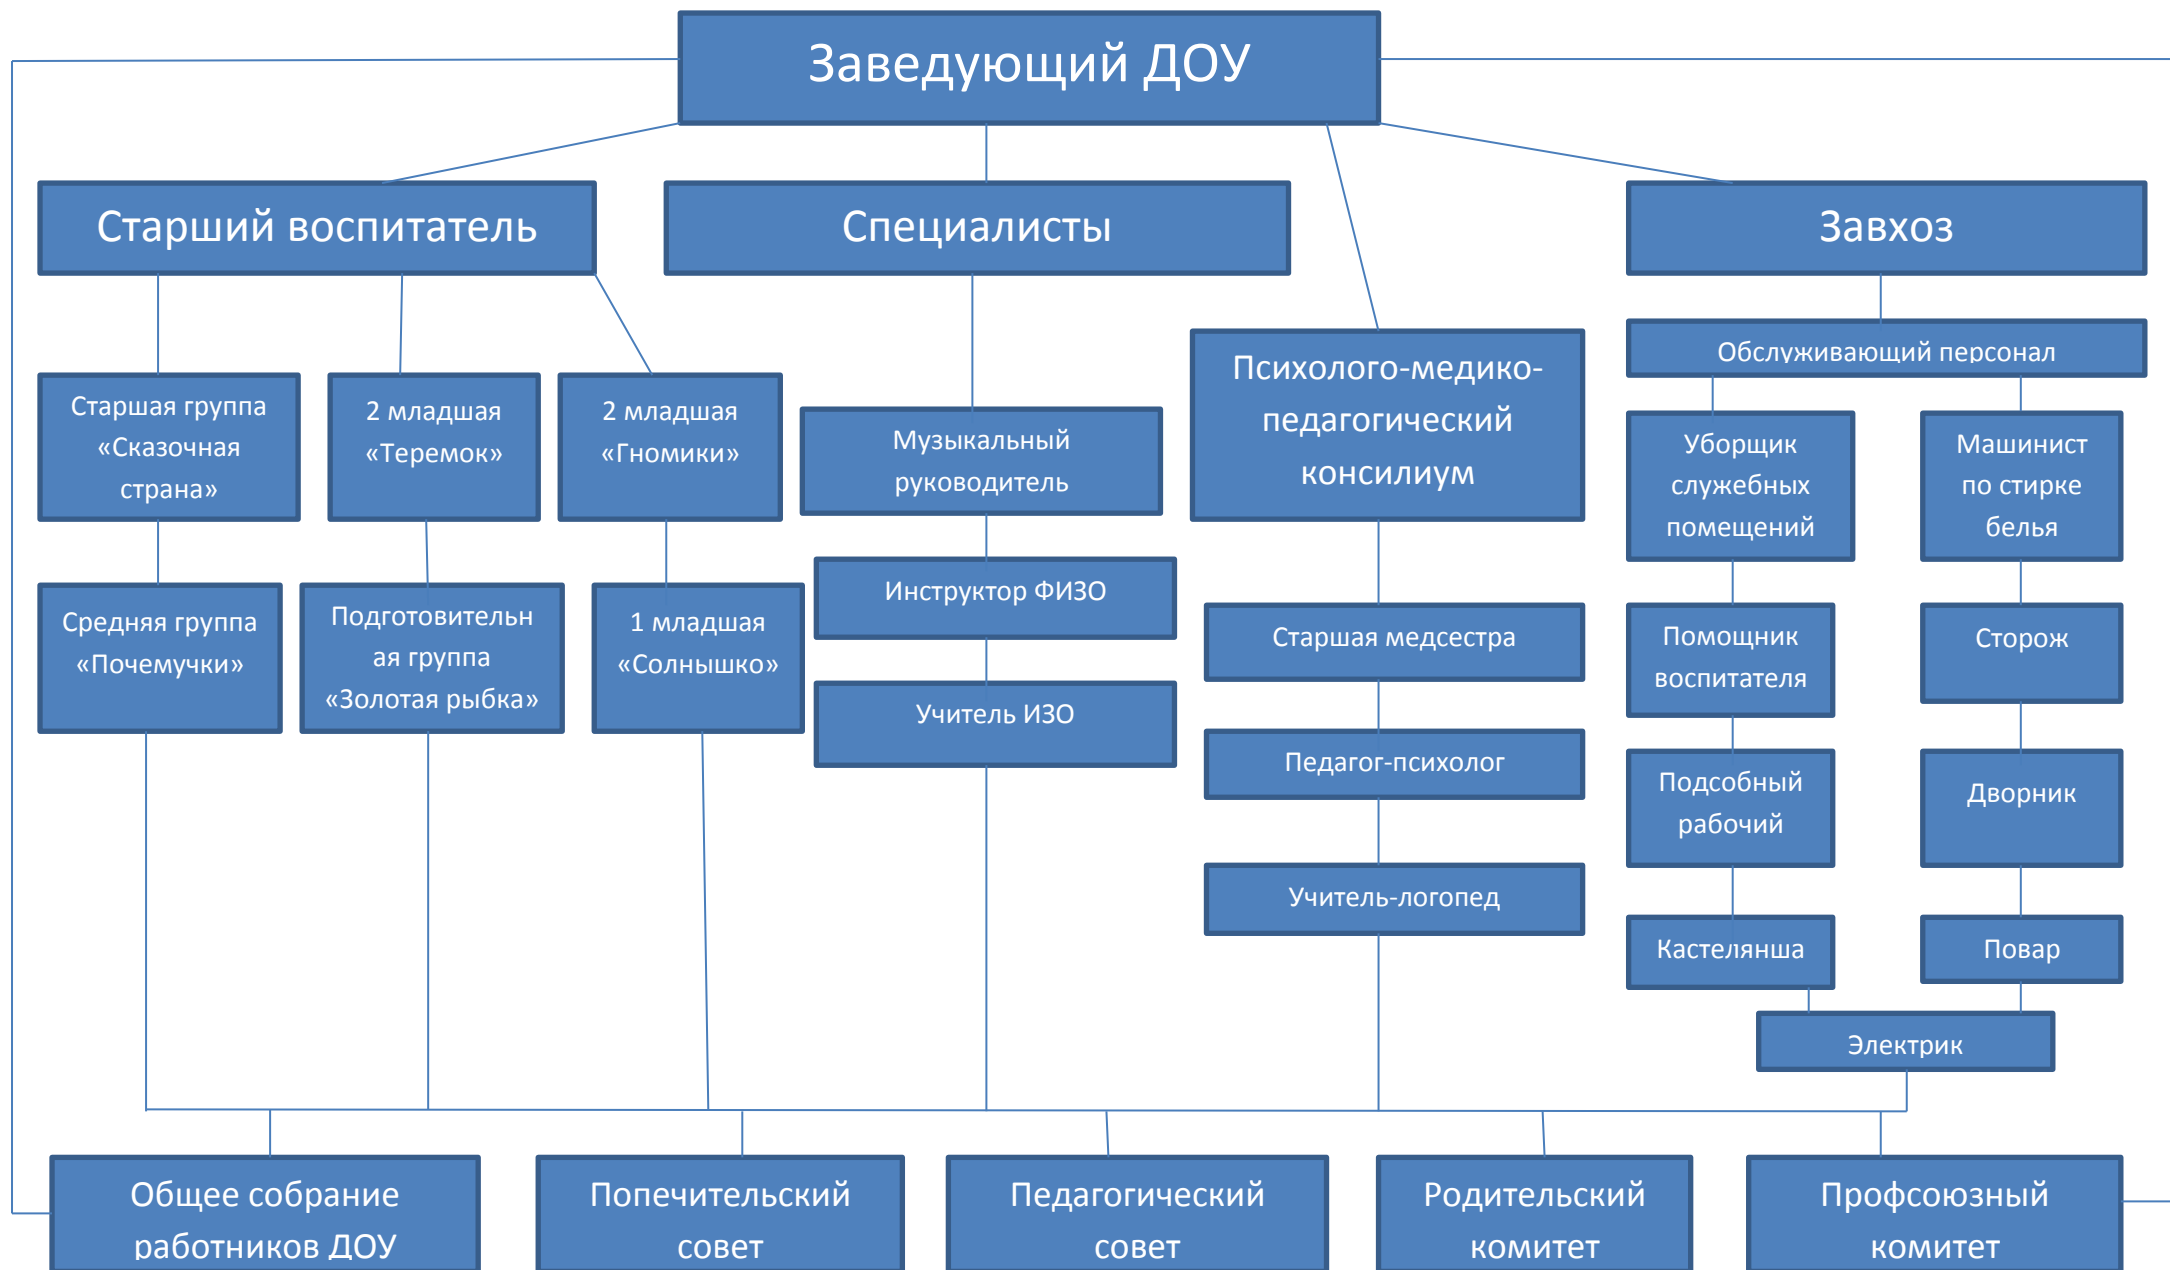 Заведующий ДОУ
Старший воспитатель
Специалисты
Завхоз
Обслуживающий персонал
Психолого-медико-
педагогический
консилиум
Старшая группа
«Сказочная
страна»
2 младшая
«Теремок»
2 младшая
«Гномики»
Музыкальный
руководитель
Уборщик
служебных
помещений
Машинист
по стирке
белья
Средняя группа
«Почемучки»
Подготовительн
ая группа
«Золотая рыбка»
1 младшая
«Солнышко»
Инструктор ФИЗО
Старшая медсестра
Помощник
воспитателя
Сторож
Учитель ИЗО
Педагог-психолог
Подсобный
рабочий
Дворник
Учитель-логопед
Кастелянша
Повар
Электрик
Общее собрание
работников ДОУ
Попечительский
совет
Педагогический
совет
Родительский
комитет
Профсоюзный
комитет